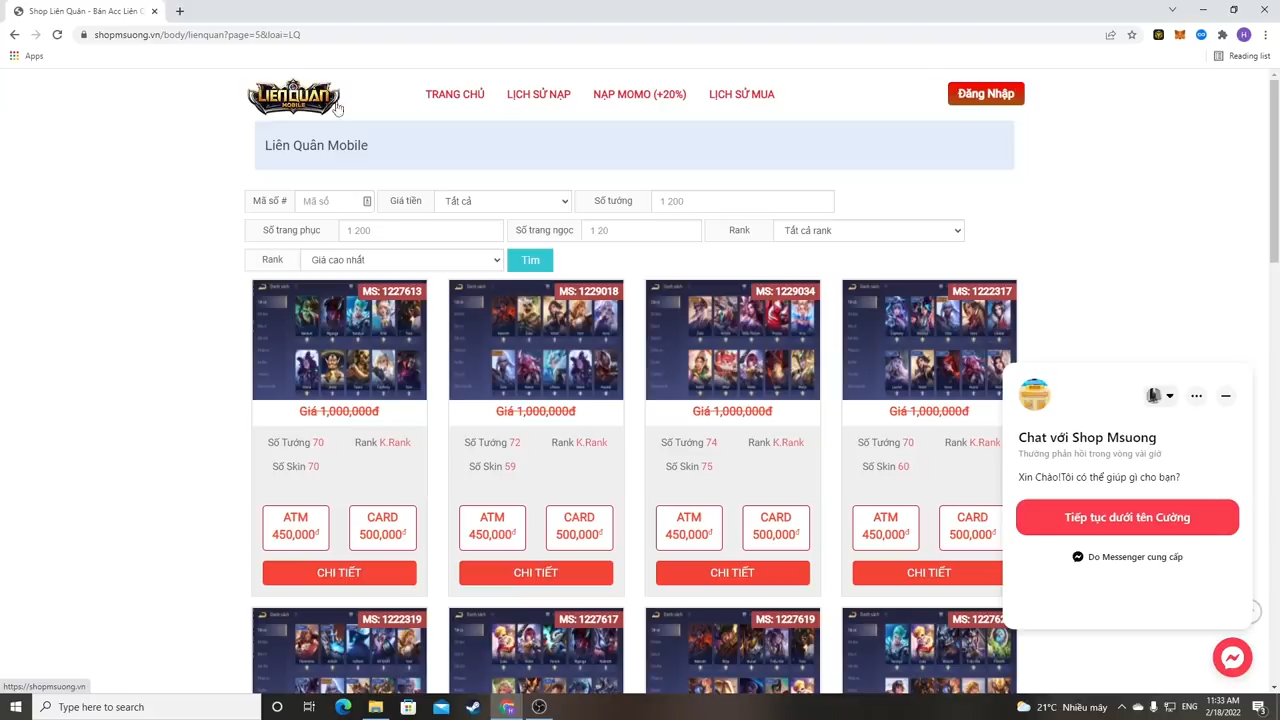 Shop Liên Quân - Bán Acc Liên Q
shopmsuong.vn/body/lienquan?page=5&loai=LQ
Apps
Reading list
LIÊN QUÂN
MOBILE
TRANG CHỦ
LỊCH SỬ NẠP
NẠP MOMO (+20%)
LỊCH SỬ MUA
Đăng Nhập
Liên Quân Mobile
Mã số # Mã số Giá tiền Tất cả Số tướng 1 200
Số trang phục 1 200 Số trang ngọc 1 20 Rank Tất cả rank
Rank Giá cao nhất Tìm
MS: 1227613 MS: 1229018 MS: 1229034 MS: 1222317
Giá 1,000,000đ Giá 1,000,000đ Giá 1,000,000đ Giá 1,000,000đ
Số Tướng 70 Rank K.Rank Số Tướng 72 Rank K.Rank Số Tướng 74 Rank K.Rank Số Tướng 70 Rank K.Rank
Số Skin 70 Số Skin 59 Số Skin 75 Số Skin 60
ATM CARD ATM CARD ATM CARD ATM CARD
450,000đ 500,000đ 450,000đ 500,000đ 450,000đ 500,000đ 450,000đ 500,000
CHI TIẾT CHI TIẾT CHI TIẾT CHI TIẾT
MS: 1222319 MS: 1227617 MS: 1227619
Chat với Shop Msuong
Thường phản hồi trong vòng vài giờ
Xin Chào!Tôi có thể giúp gì cho bạn?
Tiếp tục dưới tên Cường
Do Messenger cung cấp
https://shopmsuong.vn
Type here to search
21°C Nhiều mây
ENG
11:33 AM
2/18/2022